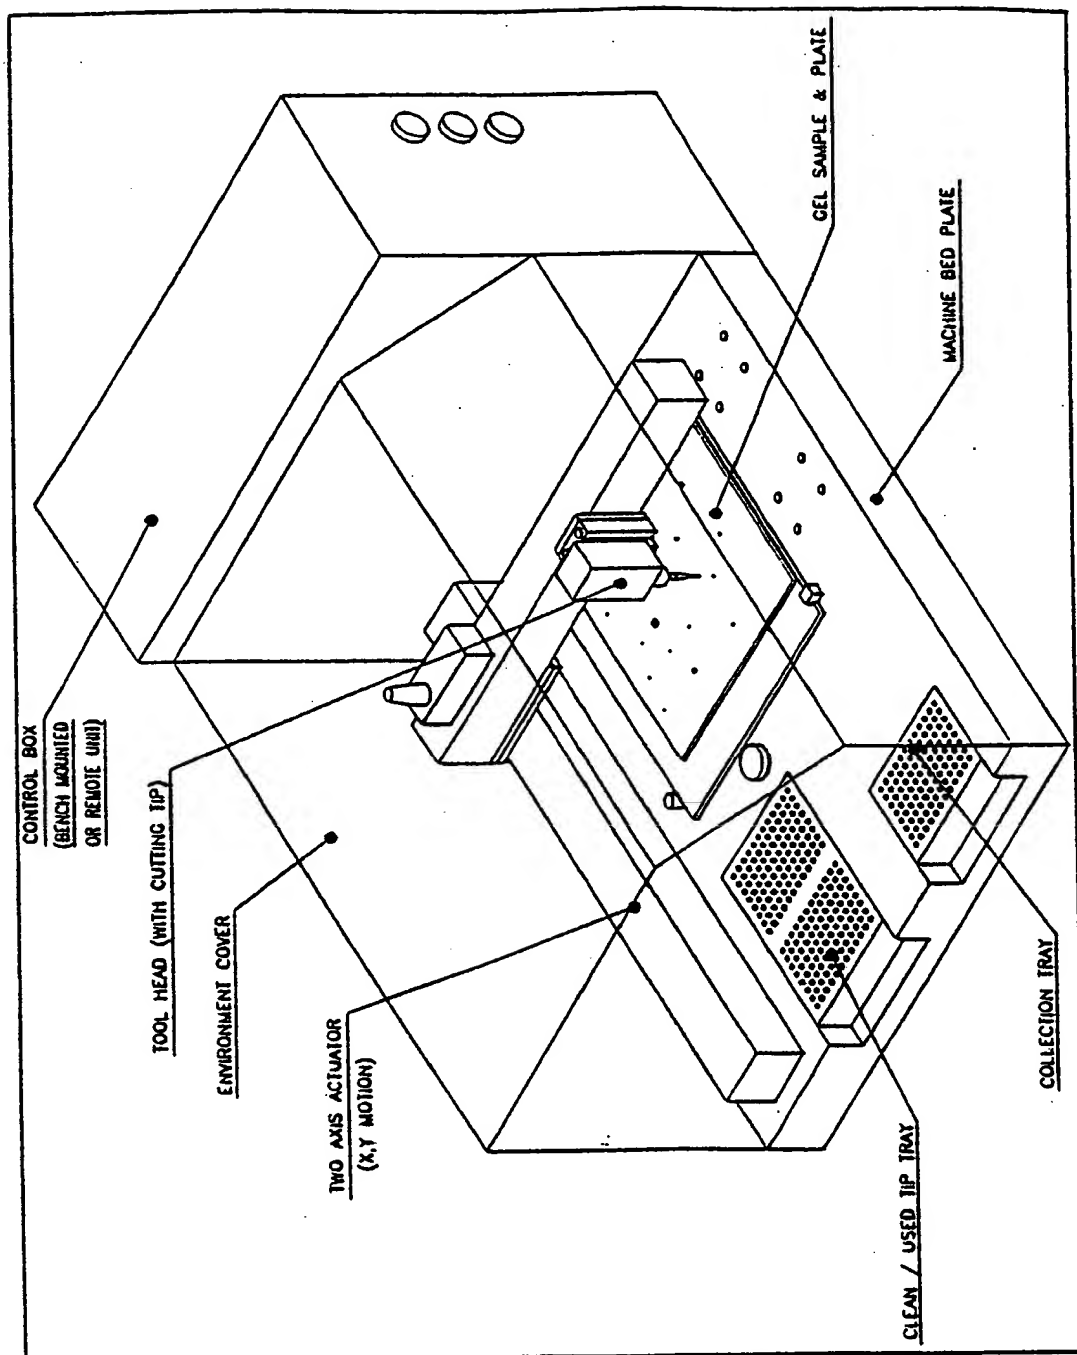 CONTROL BOX
(BENCH MOUNTED
OR REMOTE UNIT)
TOOL HEAD (WITH CUTTING TIP)
ENVIRONMENT COVER
TWO AXIS ACTUATOR
(X,Y MOTION)
CLEAN / USED TIP TRAY
COLLECTION TRAY
MACHINE BED PLATE
GEL SAMPLE & PLATE